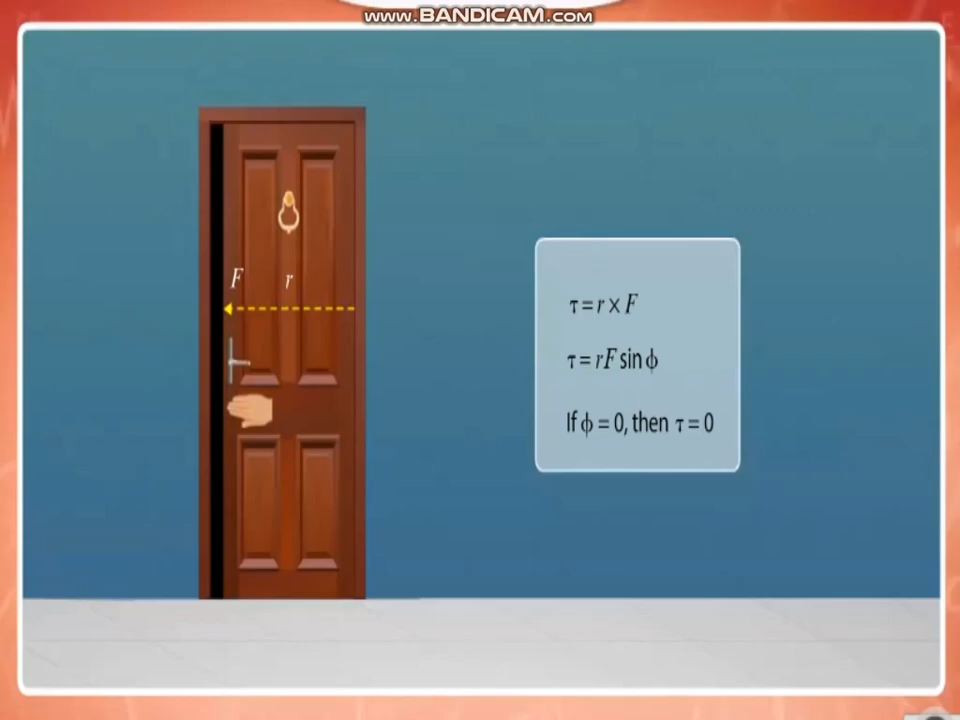 www.BANDICAM.com
F r
τ = r × F
τ = rF sin ϕ
If ϕ = 0, then τ = 0